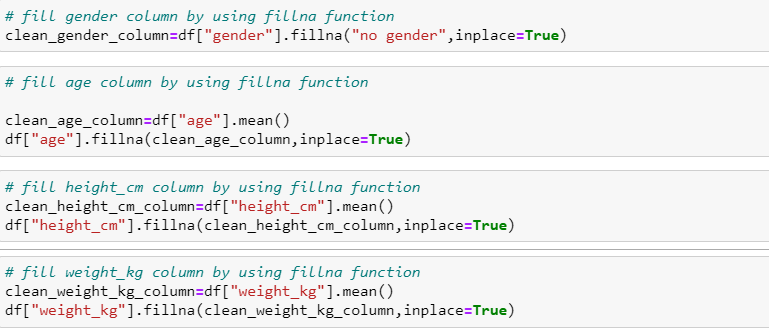 # fill gender column by using fillna function
clean_gender_column=df["gender"].fillna("no gender",inplace=True)
# fill age column by using fillna function
clean_age_column=df["age"].mean()
df["age"].fillna(clean_age_column,inplace=True)
# fill height_cm column by using fillna function
clean_height_cm_column=df["height_cm"].mean()
df["height_cm"].fillna(clean_height_cm_column,inplace=True)
# fill weight_kg column by using fillna function
clean_weight_kg_column=df["weight_kg"].mean()
df["weight_kg"].fillna(clean_weight_kg_column,inplace=True)